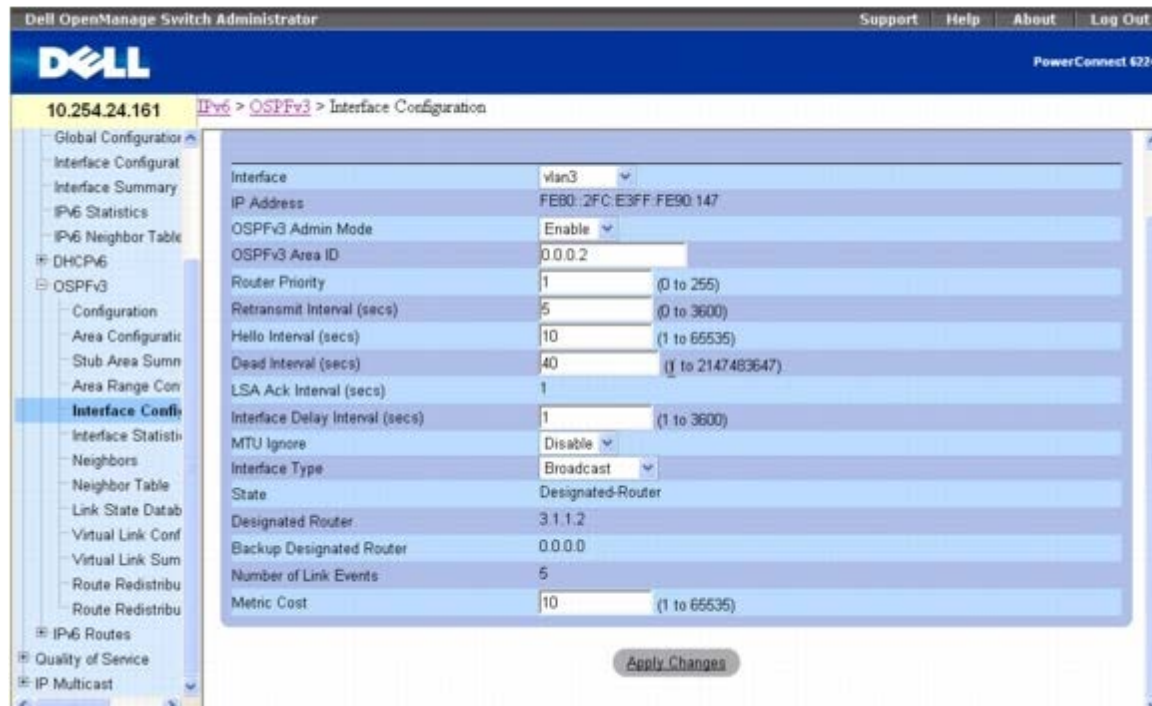 Dell OpenManage Switch Administrator Support Help About Log Out
DELL
PowerConnect 622
10.254.24.161
IPv6 > OSPFv3 > Interface Configuration
Global Configuration
Interface Configurat
Interface Summary
IPv6 Statistics
IPv6 Neighbor Table
DHCPv6
OSPFv3
Configuration
Area Configuratic
Stub Area Summ
Area Range Con
Interface Confi
Interface Statisti
Neighbors
Neighbor Table
Link State Datab
Virtual Link Conf
Virtual Link Sum
Route Redistribu
Route Redistribu
IPv6 Routes
Quality of Service
IP Multicast
Interface vlan3
IP Address FE80::2FC:E3FF:FE90:147
OSPFv3 Admin Mode Enable
OSPFv3 Area ID 0.0.0.2
Router Priority 1 (0 to 255)
Retransmit Interval (secs) 5 (0 to 3600)
Hello Interval (secs) 10 (1 to 65535)
Dead Interval (secs) 40 (1 to 2147483647)
LSA Ack Interval (secs) 1
Interface Delay Interval (secs) 1 (1 to 3600)
MTU Ignore Disable
Interface Type Broadcast
State Designated-Router
Designated Router 3.1.1.2
Backup Designated Router 0.0.0.0
Number of Link Events 5
Metric Cost 10 (1 to 65535)
Apply Changes